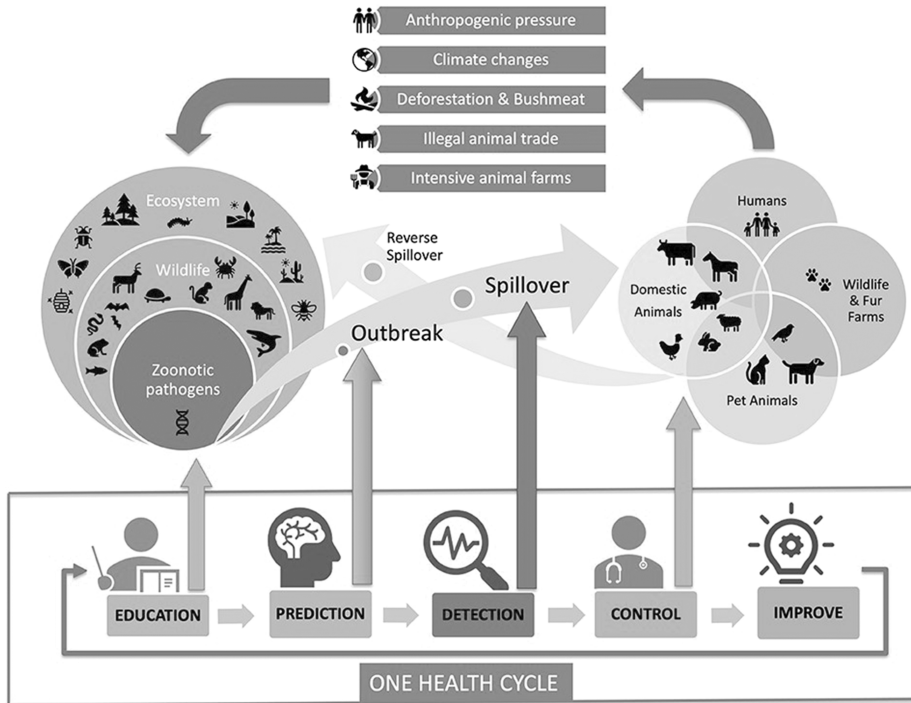 Anthropogenic pressure
Climate changes
Deforestation & Bushmeat
Illegal animal trade
Intensive animal farms
Ecosystem
Wildlife
Zoonotic
pathogens
Reverse
Spillover
Spillover
Outbreak
Humans
Domestic
Animals
Wildlife
& Fur
Farms
Pet Animals
EDUCATION
PREDICTION
DETECTION
CONTROL
IMPROVE
ONE HEALTH CYCLE